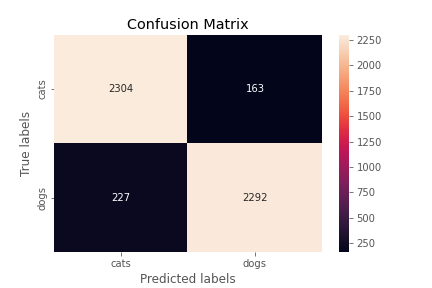 Confusion Matrix
True labels
cats
2304
163
dogs
227
2292
cats
dogs
Predicted labels
2250
2000
1750
1500
1250
1000
750
500
250